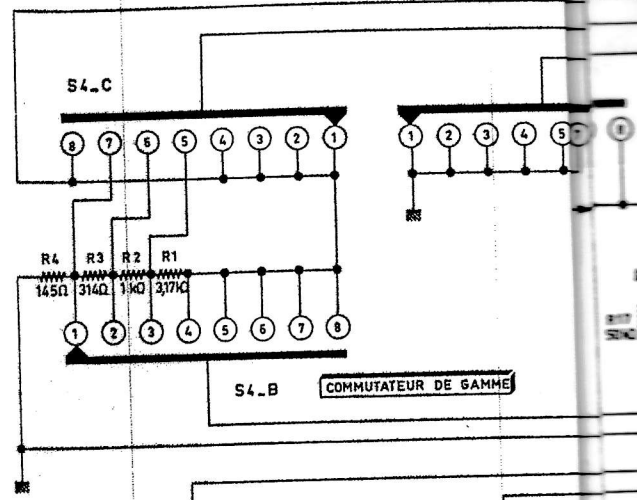 S4_C
8 7 6 5 4 3 2 1
1 2 3 4 5
R4 R3 R2 R1
145Ω 314Ω 1kΩ 3,17kΩ
1 2 3 4 5 6 7 8
S4_B
COMMUTATEUR DE GAMME